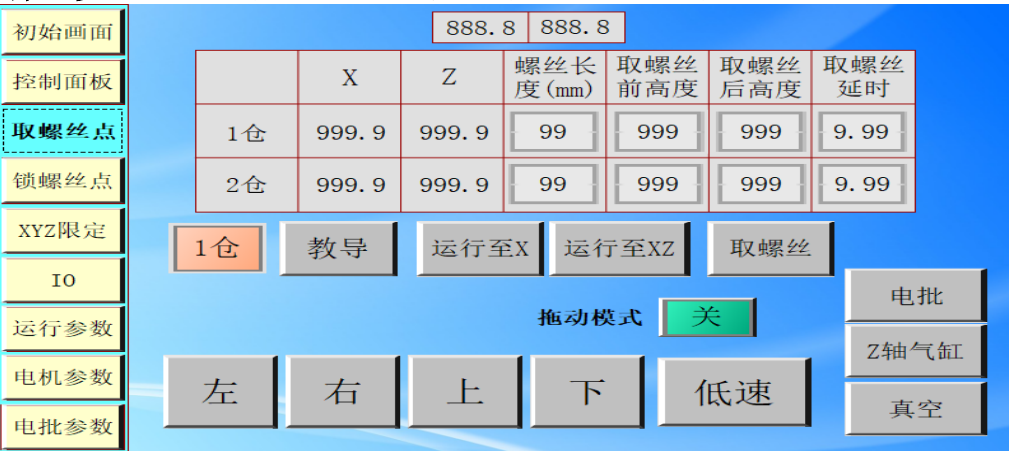 初始画面
控制面板
取螺丝点
锁螺丝点
XYZ限定
IO
运行参数
电机参数
电批参数
888.8 888.8
X Z 螺丝长度(mm) 取螺丝前高度 取螺丝后高度 取螺丝延时
1仓 999.9 999.9 99 999 999 9.99
2仓 999.9 999.9 99 999 999 9.99
1仓 教导 运行至X 运行至XZ 取螺丝
拖动模式 关
电批
Z轴气缸
真空
左 右 上 下 低速